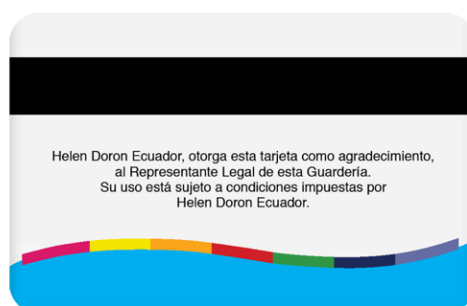 Helen Doron Ecuador, otorga esta tarjeta como agradecimiento,
al Representante Legal de esta Guardería.
Su uso está sujeto a condiciones impuestas por
Helen Doron Ecuador.